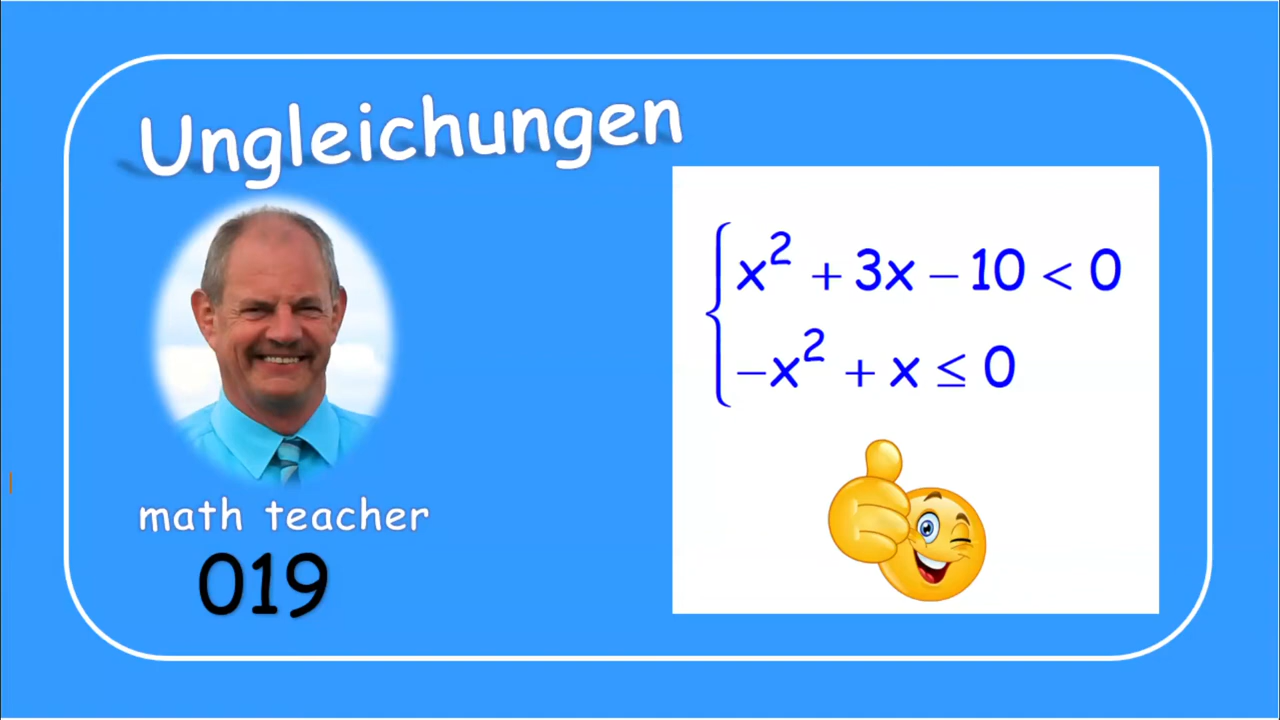 Ungleichungen
x² + 3x – 10 < 0
–x² + x ≤ 0
math teacher
019